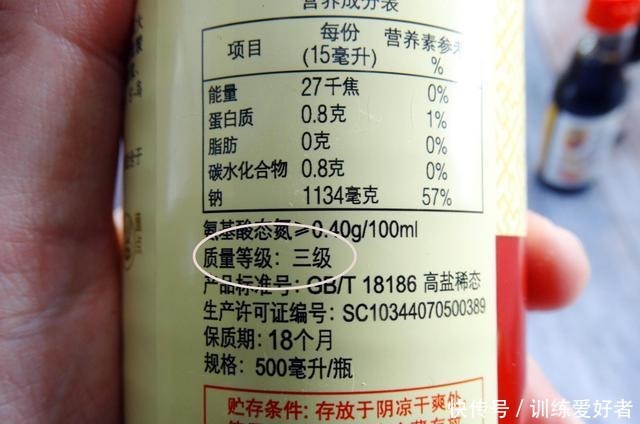 营养成分表
项目 每份 (15毫升) 营养素参考 %
能量 27千焦 0%
蛋白质 0.8克 1%
脂肪 0克 0%
碳水化合物 0.8克 0%
钠 1134毫克 57%
氨基酸态氮≥0.40g/100ml
质量等级：三级
产品标准号：GB/T 18186 高盐稀态
生产许可证编号：SC10344070500389
保质期：18个月
规格：500毫升/瓶
贮存条件：存放于阴凉干爽处
快传号 / 训练爱好者